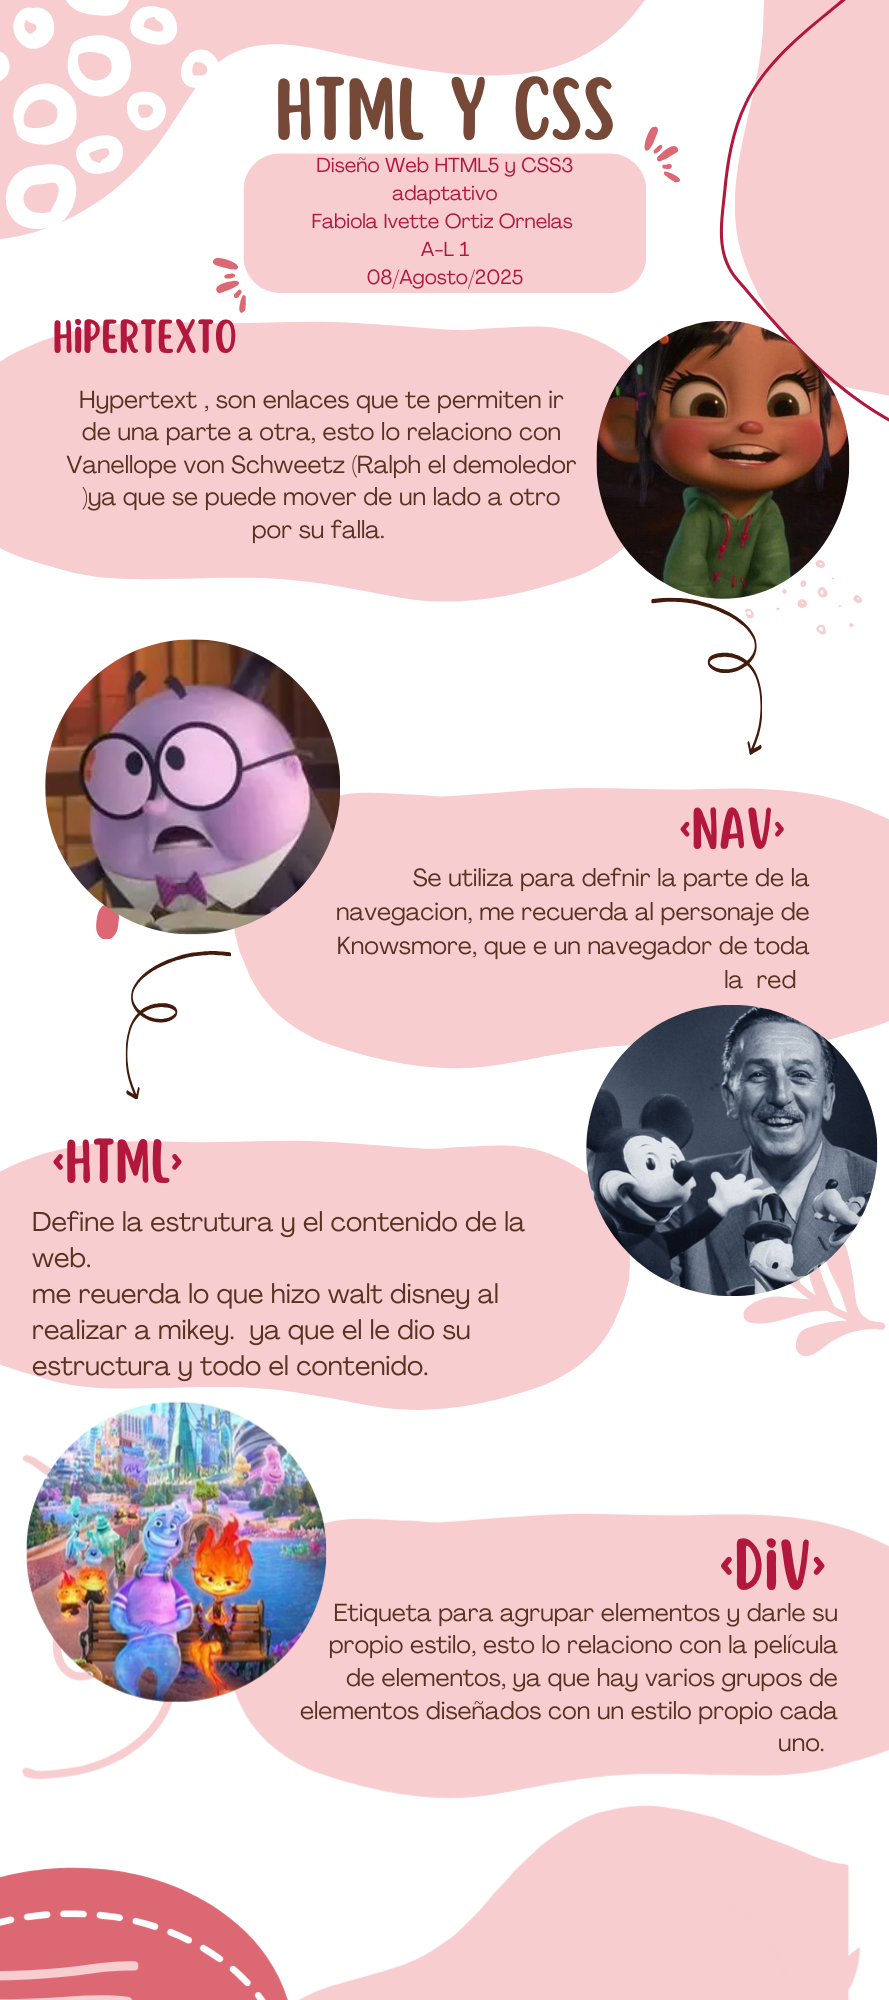 HTML Y CSS
Diseño Web HTML5 y CSS3
adaptativo
Fabiola Ivette Ortiz Ornelas
A-L 1
08/Agosto/2025
HiPERTEXTO
Hypertext , son enlaces que te permiten ir
de una parte a otra, esto lo relaciono con
Vanellope von Schweetz (Ralph el demoledor
)ya que se puede mover de un lado a otro
por su falla.
<NAV>
Se utiliza para defnir la parte de la
navegacion, me recuerda al personaje de
Knowsmore, que e un navegador de toda
la  red
<HTML>
Define la estrutura y el contenido de la
web.
me reuerda lo que hizo walt disney al
realizar a mikey.  ya que el le dio su
estructura y todo el contenido.
<DiV>
Etiqueta para agrupar elementos y darle su
propio estilo, esto lo relaciono con la película
de elementos, ya que hay varios grupos de
elementos diseñados con un estilo propio cada
uno.